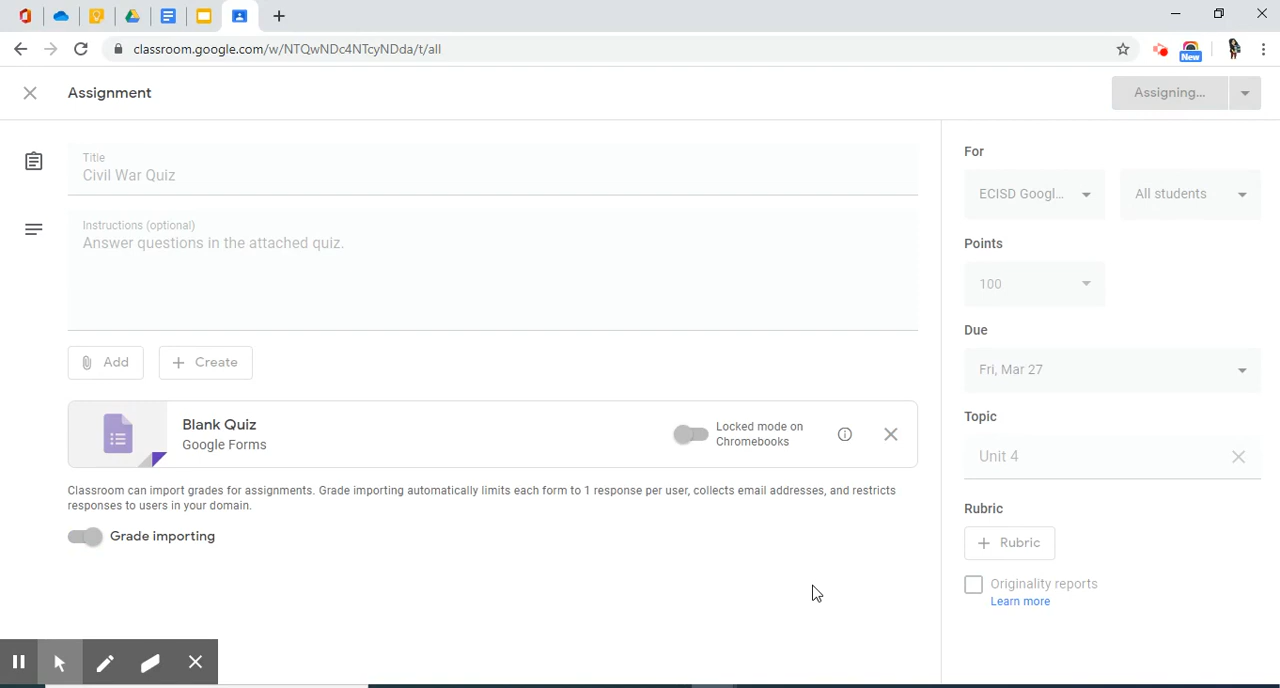 classroom.google.com/w/NTQwNDc4NTcyNDda/t/all
New
Assignment
Assigning...
Title
Civil War Quiz
Instructions (optional)
Answer questions in the attached quiz.
Add
Create
Blank Quiz
Google Forms
Locked mode on
Chromebooks
Classroom can import grades for assignments. Grade importing automatically limits each form to 1 response per user, collects email addresses, and restricts
responses to users in your domain.
Grade importing
For
ECISD Googl...
All students
Points
100
Due
Fri, Mar 27
Topic
Unit 4
Rubric
+ Rubric
Originality reports
Learn more